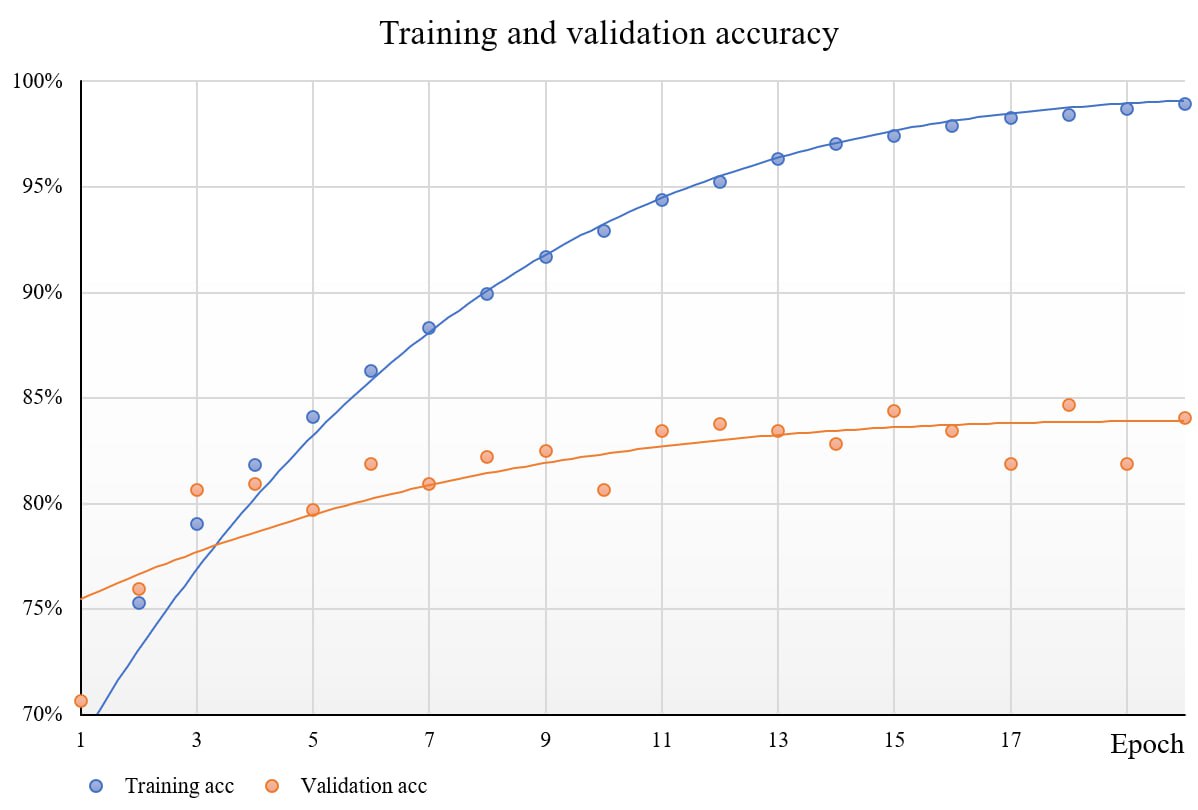 Training and validation accuracy
100%
95%
90%
85%
80%
75%
70%
1 3 5 7 9 11 13 15 17 Epoch
Training acc Validation acc